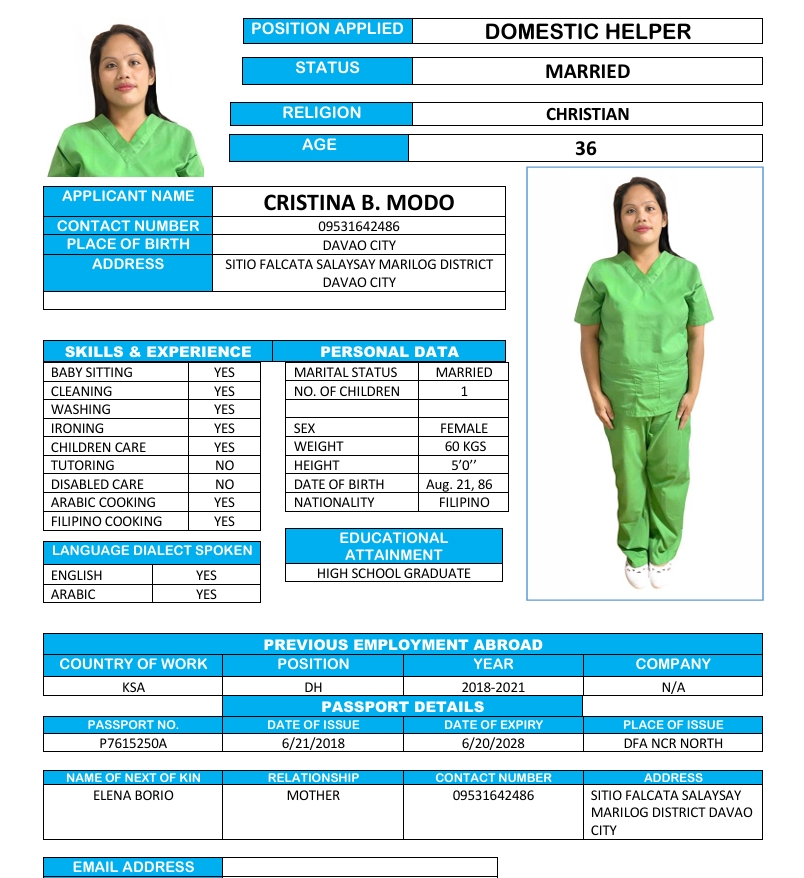 POSITION APPLIED DOMESTIC HELPER
STATUS MARRIED
RELIGION CHRISTIAN
AGE 36
APPLICANT NAME CRISTINA B. MODO
CONTACT NUMBER 09531642486
PLACE OF BIRTH DAVAO CITY
ADDRESS SITIO FALCATA SALAYSAY MARILOG DISTRICT
DAVAO CITY
SKILLS & EXPERIENCE PERSONAL DATA
BABY SITTING YES MARITAL STATUS MARRIED
CLEANING YES NO. OF CHILDREN 1
WASHING YES
IRONING YES SEX FEMALE
CHILDREN CARE YES WEIGHT 60 KGS
TUTORING NO HEIGHT 5’0’’
DISABLED CARE NO DATE OF BIRTH Aug. 21, 86
ARABIC COOKING YES NATIONALITY FILIPINO
FILIPINO COOKING YES
LANGUAGE DIALECT SPOKEN
ENGLISH YES
ARABIC YES
EDUCATIONAL
ATTAINMENT
HIGH SCHOOL GRADUATE
PREVIOUS EMPLOYMENT ABROAD
COUNTRY OF WORK POSITION YEAR COMPANY
KSA DH 2018-2021 N/A
PASSPORT DETAILS
PASSPORT NO. DATE OF ISSUE DATE OF EXPIRY PLACE OF ISSUE
P7615250A 6/21/2018 6/20/2028 DFA NCR NORTH
NAME OF NEXT OF KIN RELATIONSHIP CONTACT NUMBER ADDRESS
ELENA BORIO MOTHER 09531642486 SITIO FALCATA SALAYSAY
MARILOG DISTRICT DAVAO
CITY
EMAIL ADDRESS